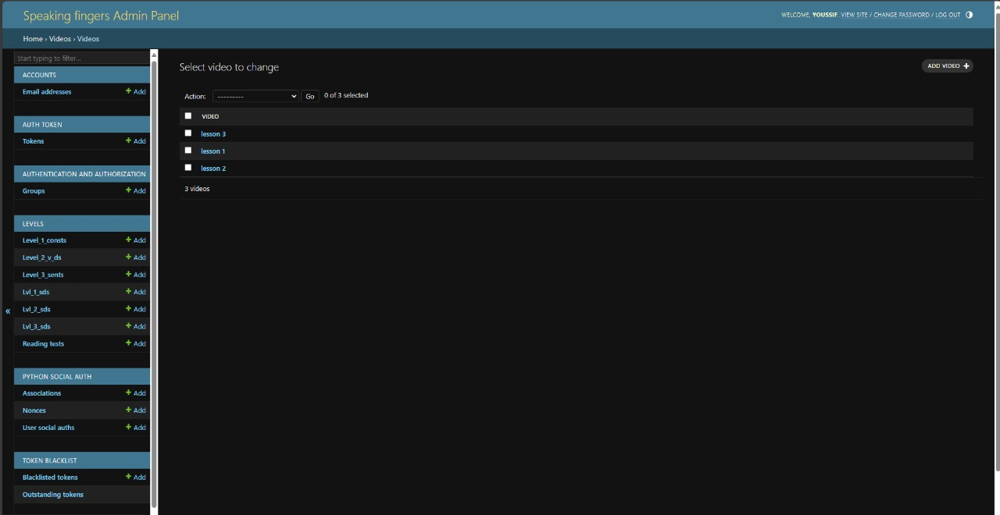 Speaking fingers Admin Panel
WELCOME, YOUSSIF. VIEW SITE / CHANGE PASSWORD / LOG OUT
Home › Videos › Videos
Start typing to filter...
ACCOUNTS
Email addresses + Add
AUTH TOKEN
Tokens + Add
AUTHENTICATION AND AUTHORIZATION
Groups + Add
LEVELS
Level_1_consts + Add
Level_2_v_ds + Add
Level_3_sents + Add
Lvl_1_sds + Add
Lvl_2_sds + Add
Lvl_3_sds + Add
Reading tests + Add
PYTHON SOCIAL AUTH
Associations + Add
Nonces + Add
User social auths + Add
TOKEN BLACKLIST
Blacklisted tokens + Add
Outstanding tokens
«
Select video to change
ADD VIDEO +
Action: --------- Go 0 of 3 selected
VIDEO
lesson 3
lesson 1
lesson 2
3 videos